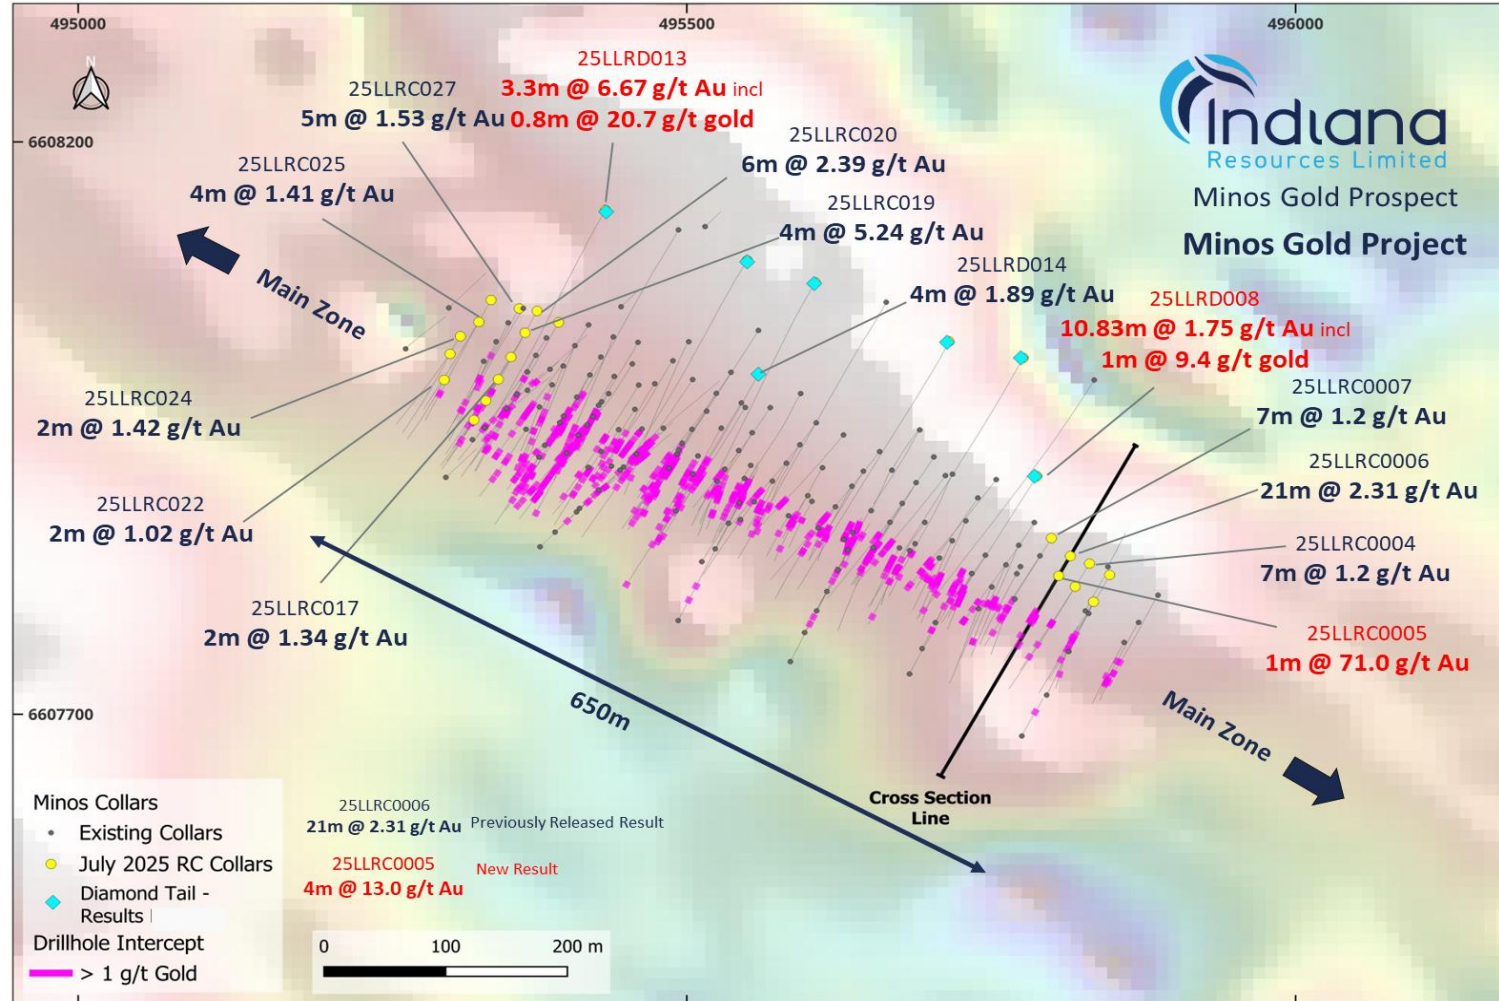 495000
495500
496000
N
25LLRD013
3.3m @ 6.67 g/t Au incl
0.8m @ 20.7 g/t gold
25LLRC027
5m @ 1.53 g/t Au
25LLRC020
6m @ 2.39 g/t Au
Indiana
Resources Limited
Minos Gold Prospect
Minos Gold Project
6608200
25LLRC025
4m @ 1.41 g/t Au
25LLRC019
4m @ 5.24 g/t Au
Main Zone
25LLRD014
4m @ 1.89 g/t Au
25LLRD008
10.83m @ 1.75 g/t Au incl
1m @ 9.4 g/t gold
25LLRC0007
7m @ 1.2 g/t Au
25LLRC024
2m @ 1.42 g/t Au
25LLRC0006
21m @ 2.31 g/t Au
25LLRC022
2m @ 1.02 g/t Au
25LLRC0004
7m @ 1.2 g/t Au
25LLRC017
2m @ 1.34 g/t Au
25LLRC0005
1m @ 71.0 g/t Au
6607700
650m
Main Zone
Cross Section
Line
Minos Collars
Existing Collars
July 2025 RC Collars
Diamond Tail -
Results
Drillhole Intercept
> 1 g/t Gold
25LLRC0006
21m @ 2.31 g/t Au Previously Released Result
25LLRC0005
4m @ 13.0 g/t Au New Result
0 100 200 m